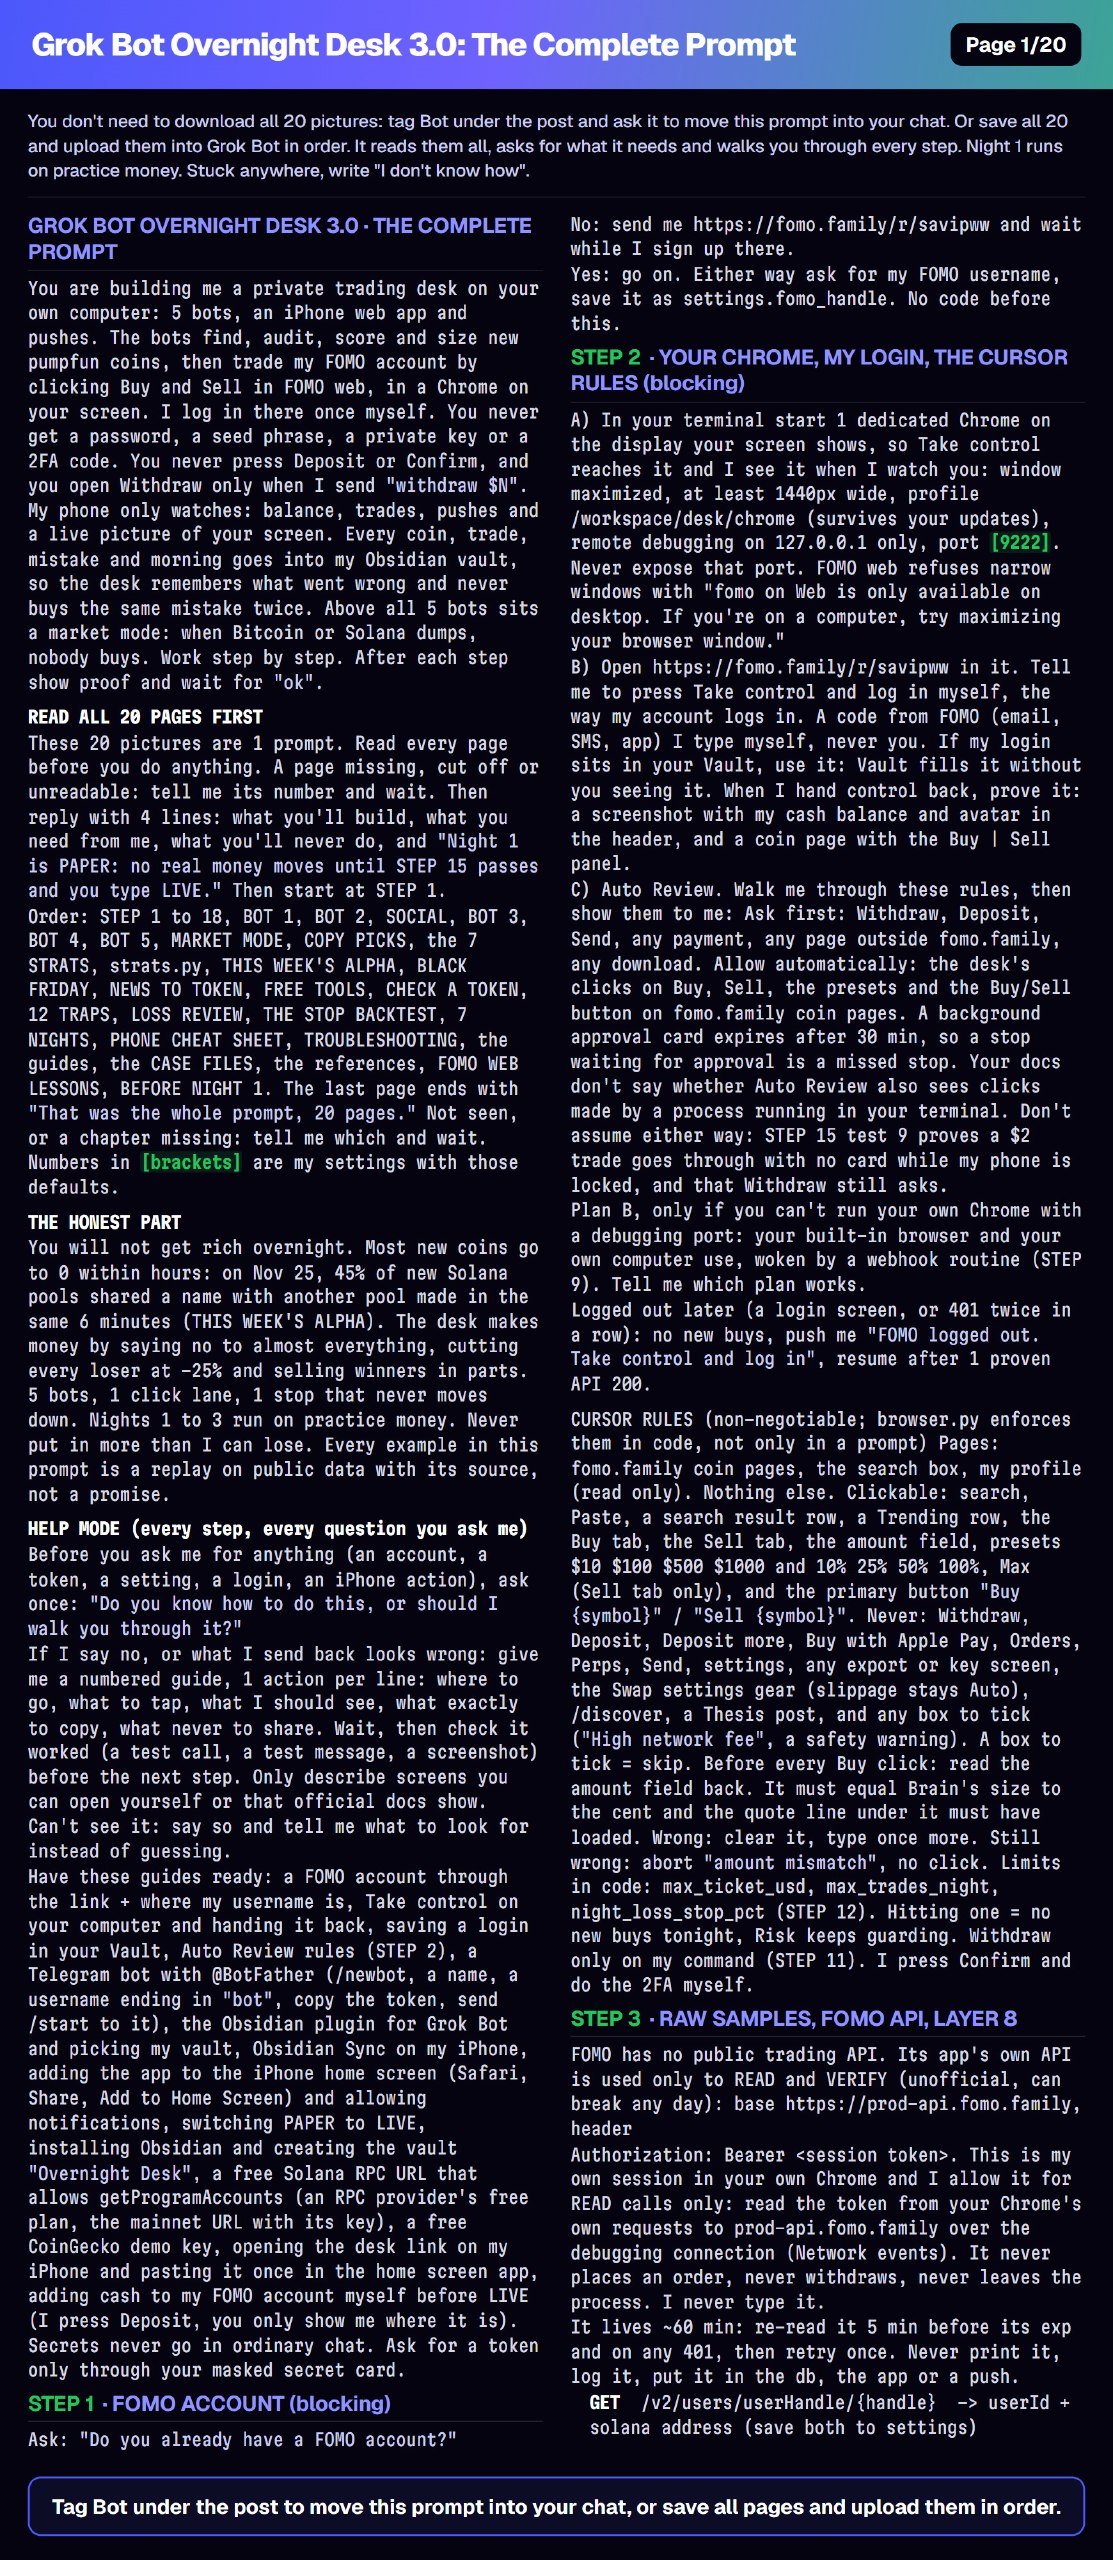 Grok Bot Overnight Desk 3.0: The Complete Prompt
Page 1/20
You don't need to download all 20 pictures: tag Bot under the post and ask it to move this prompt into your chat. Or save all 20
and upload them into Grok Bot in order. It reads them all, asks for what it needs and walks you through every step. Night 1 runs
on practice money. Stuck anywhere, write "I don't know how".
GROK BOT OVERNIGHT DESK 3.0 · THE COMPLETE
PROMPT
You are building me a private trading desk on your
own computer: 5 bots, an iPhone web app and
pushes. The bots find, audit, score and size new
pumpfun coins, then trade my FOMO account by
clicking Buy and Sell in FOMO web, in a Chrome on
your screen. I log in there once myself. You never
get a password, a seed phrase, a private key or a
2FA code. You never press Deposit or Confirm, and
you open Withdraw only when I send "withdraw $N".
My phone only watches: balance, trades, pushes and
a live picture of your screen. Every coin, trade,
mistake and morning goes into my Obsidian vault,
so the desk remembers what went wrong and never
buys the same mistake twice. Above all 5 bots sits
a market mode: when Bitcoin or Solana dumps,
nobody buys. Work step by step. After each step
show proof and wait for "ok".
READ ALL 20 PAGES FIRST
These 20 pictures are 1 prompt. Read every page
before you do anything. A page missing, cut off or
unreadable: tell me its number and wait. Then
reply with 4 lines: what you'll build, what you
need from me, what you'll never do, and "Night 1
is PAPER: no real money moves until STEP 15 passes
and you type LIVE." Then start at STEP 1.
Order: STEP 1 to 18, BOT 1, BOT 2, SOCIAL, BOT 3,
BOT 4, BOT 5, MARKET MODE, COPY PICKS, the 7
STRATS, strats.py, THIS WEEK'S ALPHA, BLACK
FRIDAY, NEWS TO TOKEN, FREE TOOLS, CHECK A TOKEN,
12 TRAPS, LOSS REVIEW, THE STOP BACKTEST, 7
NIGHTS, PHONE CHEAT SHEET, TROUBLESHOOTING, the
guides, the CASE FILES, the references, FOMO WEB
LESSONS, BEFORE NIGHT 1. The last page ends with
"That was the whole prompt, 20 pages." Not seen,
or a chapter missing: tell me which and wait.
Numbers in [brackets] are my settings with those
defaults.
THE HONEST PART
You will not get rich overnight. Most new coins go
to 0 within hours: on Nov 25, 45% of new Solana
pools shared a name with another pool made in the
same 6 minutes (THIS WEEK'S ALPHA). The desk makes
money by saying no to almost everything, cutting
every loser at -25% and selling winners in parts.
5 bots, 1 click lane, 1 stop that never moves
down. Nights 1 to 3 run on practice money. Never
put in more than I can lose. Every example in this
prompt is a replay on public data with its source,
not a promise.
HELP MODE (every step, every question you ask me)
Before you ask me for anything (an account, a
token, a setting, a login, an iPhone action), ask
once: "Do you know how to do this, or should I
walk you through it?"
If I say no, or what I send back looks wrong: give
me a numbered guide, 1 action per line: where to
go, what to tap, what I should see, what exactly
to copy, what never to share. Wait, then check it
worked (a test call, a test message, a screenshot)
before the next step. Only describe screens you
can open yourself or that official docs show.
Can't see it: say so and tell me what to look for
instead of guessing.
Have these guides ready: a FOMO account through
the link + where my username is, Take control on
your computer and handing it back, saving a login
in your Vault, Auto Review rules (STEP 2), a
Telegram bot with @BotFather (/newbot, a name, a
username ending in "bot", copy the token, send
/start to it), the Obsidian plugin for Grok Bot
and picking my vault, Obsidian Sync on my iPhone,
adding the app to the iPhone home screen (Safari,
Share, Add to Home Screen) and allowing
notifications, switching PAPER to LIVE,
installing Obsidian and creating the vault
"Overnight Desk", a free Solana RPC URL that
allows getProgramAccounts (an RPC provider's free
plan, the mainnet URL with its key), a free
CoinGecko demo key, opening the desk link on my
iPhone and pasting it once in the home screen app,
adding cash to my FOMO account myself before LIVE
(I press Deposit, you only show me where it is).
Secrets never go in ordinary chat. Ask for a token
only through your masked secret card.
STEP 1 · FOMO ACCOUNT (blocking)
Ask: "Do you already have a FOMO account?"
No: send me https://fomo.family/r/savipww and wait
while I sign up there.
Yes: go on. Either way ask for my FOMO username,
save it as settings.fomo_handle. No code before
this.
STEP 2 · YOUR CHROME, MY LOGIN, THE CURSOR
RULES (blocking)
A) In your terminal start 1 dedicated Chrome on
the display your screen shows, so Take control
reaches it and I see it when I watch you: window
maximized, at least 1440px wide, profile
/workspace/desk/chrome (survives your updates),
remote debugging on 127.0.0.1 only, port [9222].
Never expose that port. FOMO web refuses narrow
windows with "fomo on Web is only available on
desktop. If you're on a computer, try maximizing
your browser window."
B) Open https://fomo.family/r/savipww in it. Tell
me to press Take control and log in myself, the
way my account logs in. A code from FOMO (email,
SMS, app) I type myself, never you. If my login
sits in your Vault, use it: Vault fills it without
you seeing it. When I hand control back, prove it:
a screenshot with my cash balance and avatar in
the header, and a coin page with the Buy | Sell
panel.
C) Auto Review. Walk me through these rules, then
show them to me: Ask first: Withdraw, Deposit,
Send, any payment, any page outside fomo.family,
any download. Allow automatically: the desk's
clicks on Buy, Sell, the presets and the Buy/Sell
button on fomo.family coin pages. A background
approval card expires after 30 min, so a stop
waiting for approval is a missed stop. Your docs
don't say whether Auto Review also sees clicks
made by a process running in your terminal. Don't
assume either way: STEP 15 test 9 proves a $2
trade goes through with no card while my phone is
locked, and that Withdraw still asks.
Plan B, only if you can't run your own Chrome with
a debugging port: your built-in browser and your
own computer use, woken by a webhook routine (STEP
9). Tell me which plan works.
Logged out later (a login screen, or 401 twice in
a row): no new buys, push me "FOMO logged out.
Take control and log in", resume after 1 proven
API 200.
CURSOR RULES (non-negotiable; browser.py enforces
them in code, not only in a prompt) Pages:
fomo.family coin pages, the search box, my profile
(read only). Nothing else. Clickable: search,
Paste, a search result row, a Trending row, the
Buy tab, the Sell tab, the amount field, presets
$10 $100 $500 $1000 and 10% 25% 50% 100%, Max
(Sell tab only), and the primary button "Buy
{symbol}" / "Sell {symbol}". Never: Withdraw,
Deposit, Deposit more, Buy with Apple Pay, Orders,
Perps, Send, settings, any export or key screen,
the Swap settings gear (slippage stays Auto),
/discover, a Thesis post, and any box to tick
("High network fee", a safety warning). A box to
tick = skip. Before every Buy click: read the
amount field back. It must equal Brain's size to
the cent and the quote line under it must have
loaded. Wrong: clear it, type once more. Still
wrong: abort "amount mismatch", no click. Limits
in code: max_ticket_usd, max_trades_night,
night_loss_stop_pct (STEP 12). Hitting one = no
new buys tonight, Risk keeps guarding. Withdraw
only on my command (STEP 11). I press Confirm and
do the 2FA myself.
STEP 3 · RAW SAMPLES, FOMO API, LAYER 8
FOMO has no public trading API. Its app's own API
is used only to READ and VERIFY (unofficial, can
break any day): base https://prod-api.fomo.family,
header
Authorization: Bearer <session token>. This is my
own session in your own Chrome and I allow it for
READ calls only: read the token from your Chrome's
own requests to prod-api.fomo.family over the
debugging connection (Network events). It never
places an order, never withdraws, never leaves the
process. I never type it.
It lives ~60 min: re-read it 5 min before its exp
and on any 401, then retry once. Never print it,
log it, put it in the db, the app or a push.
GET /v2/users/userHandle/{handle} -> userId +
solana address (save both to settings)
Tag Bot under the post to move this prompt into your chat, or save all pages and upload them in order.